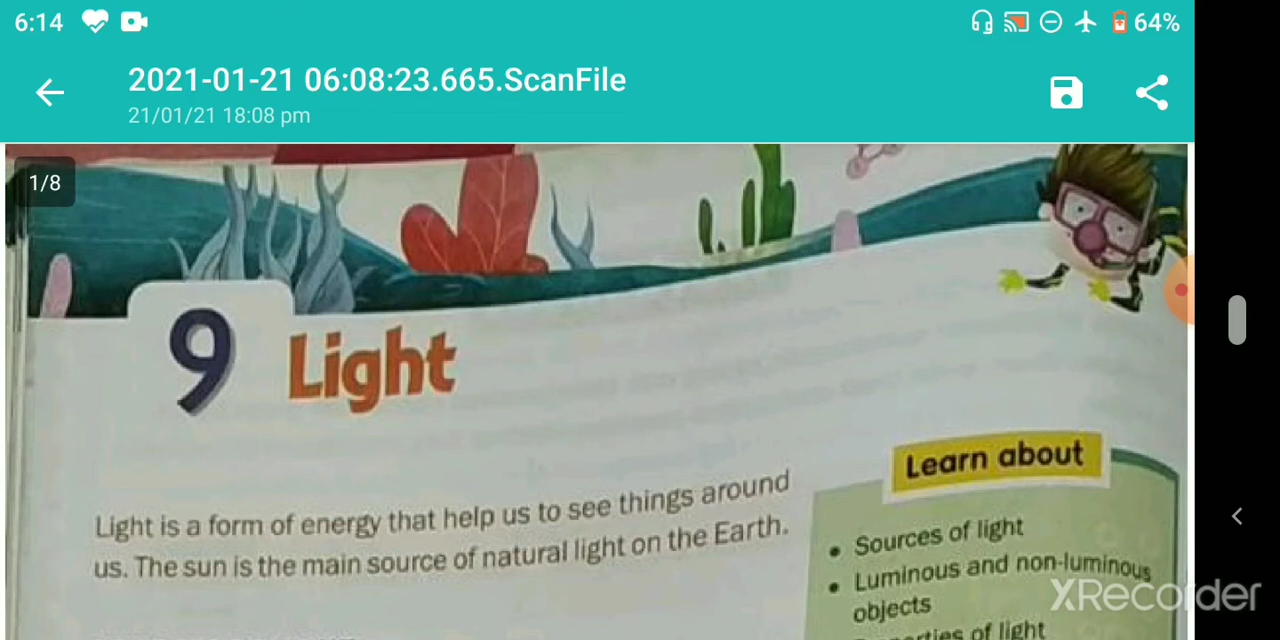 6:14
64%
2021-01-21 06:08:23.665.ScanFile
21/01/21 18:08 pm
1/8
9 Light
Learn about
Light is a form of energy that help us to see things around
us. The sun is the main source of natural light on the Earth.
• Sources of light
• Luminous and non-luminous
objects
of light
XRecorder